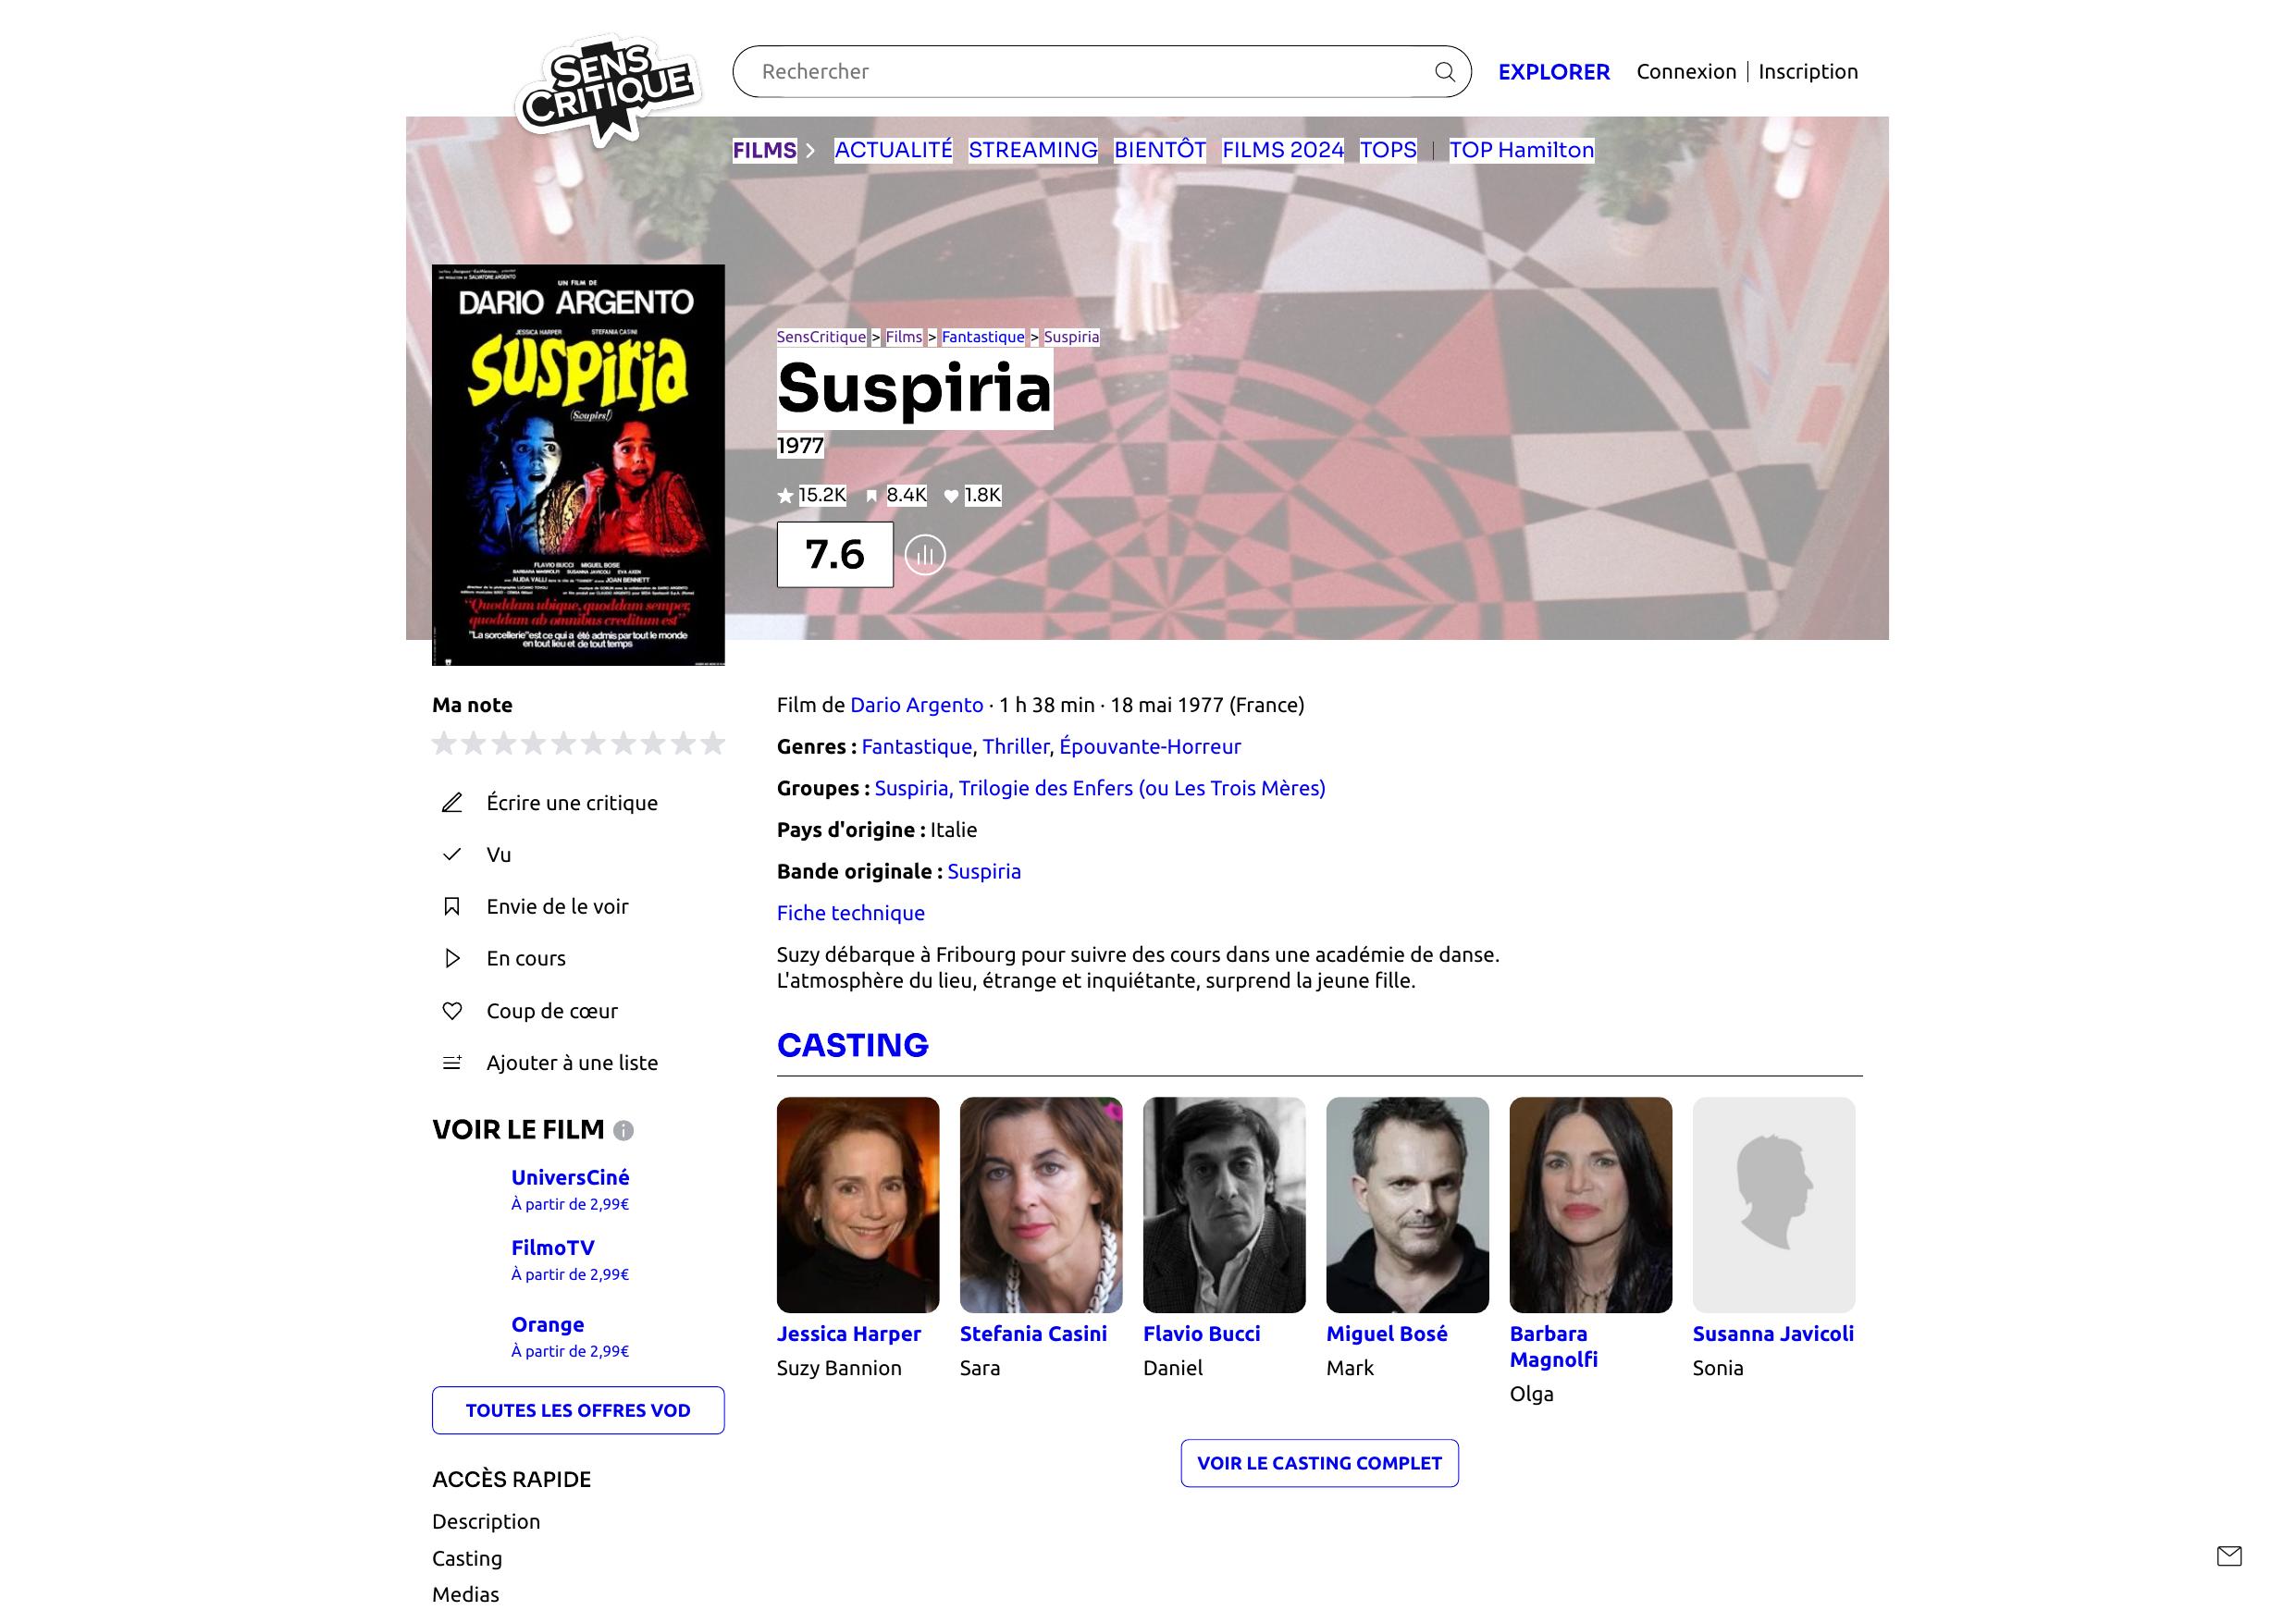 SENS
CRITIQUE
Rechercher
EXPLORER
Connexion | Inscription
FILMS
ACTUALITÉ
STREAMING
BIENTÔT
FILMS 2024
TOPS
TOP Hamilton
UN FILM DE
DARIO ARGENTO
JESSICA HARPER STEFANIA CASINI
SUSPIRIA
(Soupirs!)
FLAVIO BUCCI MIGUEL BOSE
BARBARA MAGNOLFI SUSANNA JAVICOLI EVA AXEN
"Quoddam ubique, quoddam semper,
quoddam ab omnibus creditum est"
"La sorcellerie" est ce qui a été admis par tout le monde
en tout lieu et de tout temps
SensCritique > Films > Fantastique > Suspiria
Suspiria
1977
15.2K 8.4K 1.8K
7.6
Ma note
Écrire une critique
Vu
Envie de le voir
En cours
Coup de cœur
Ajouter à une liste
VOIR LE FILM
UniversCiné
À partir de 2,99€
FilmoTV
À partir de 2,99€
Orange
À partir de 2,99€
TOUTES LES OFFRES VOD
ACCÈS RAPIDE
Description
Casting
Medias
Film de Dario Argento · 1 h 38 min · 18 mai 1977 (France)
Genres : Fantastique, Thriller, Épouvante-Horreur
Groupes : Suspiria, Trilogie des Enfers (ou Les Trois Mères)
Pays d'origine : Italie
Bande originale : Suspiria
Fiche technique
Suzy débarque à Fribourg pour suivre des cours dans une académie de danse.
L'atmosphère du lieu, étrange et inquiétante, surprend la jeune fille.
CASTING
Jessica Harper
Suzy Bannion
Stefania Casini
Sara
Flavio Bucci
Daniel
Miguel Bosé
Mark
Barbara
Magnolfi
Olga
Susanna Javicoli
Sonia
VOIR LE CASTING COMPLET